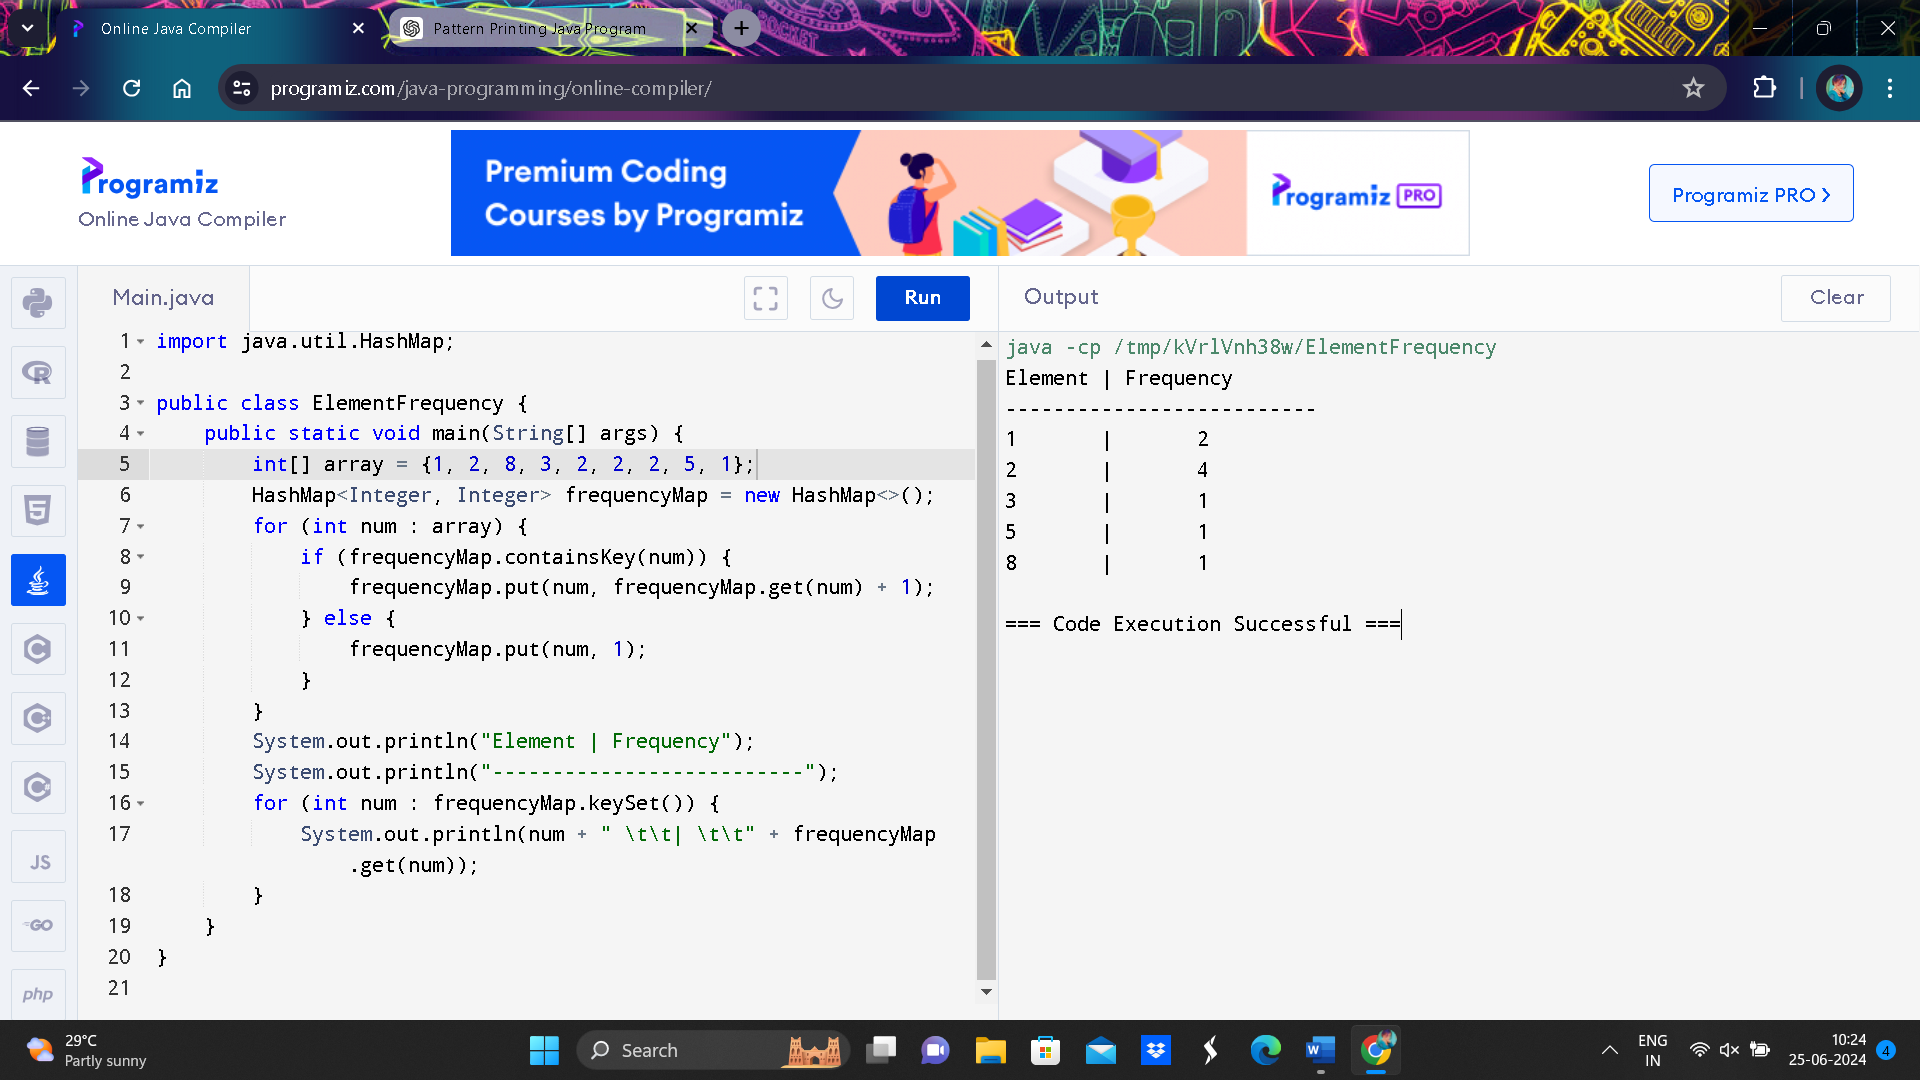 Online Java Compiler
Pattern Printing Java Program
programiz.com/java-programming/online-compiler/
Programiz
Online Java Compiler
Premium Coding
Courses by Programiz
Programiz PRO
Programiz PRO
Main.java
Run
Output
Clear
1 import java.util.HashMap;
2
3 public class ElementFrequency {
4 public static void main(String[] args) {
5 int[] array = {1, 2, 8, 3, 2, 2, 2, 5, 1};
6 HashMap<Integer, Integer> frequencyMap = new HashMap<>();
7 for (int num : array) {
8 if (frequencyMap.containsKey(num)) {
9 frequencyMap.put(num, frequencyMap.get(num) + 1);
10 } else {
11 frequencyMap.put(num, 1);
12 }
13 }
14 System.out.println("Element | Frequency");
15 System.out.println("--------------------------");
16 for (int num : frequencyMap.keySet()) {
17 System.out.println(num + " \t\t| \t\t" + frequencyMap
.get(num));
18 }
19 }
20 }
21
java -cp /tmp/kVrlVnh38w/ElementFrequency
Element | Frequency
--------------------------
1 | 2
2 | 4
3 | 1
5 | 1
8 | 1
=== Code Execution Successful ===
R
5
C
C
C
JS
GO
php
29°C
Partly sunny
Search
W
ENG
IN
10:24
25-06-2024
4